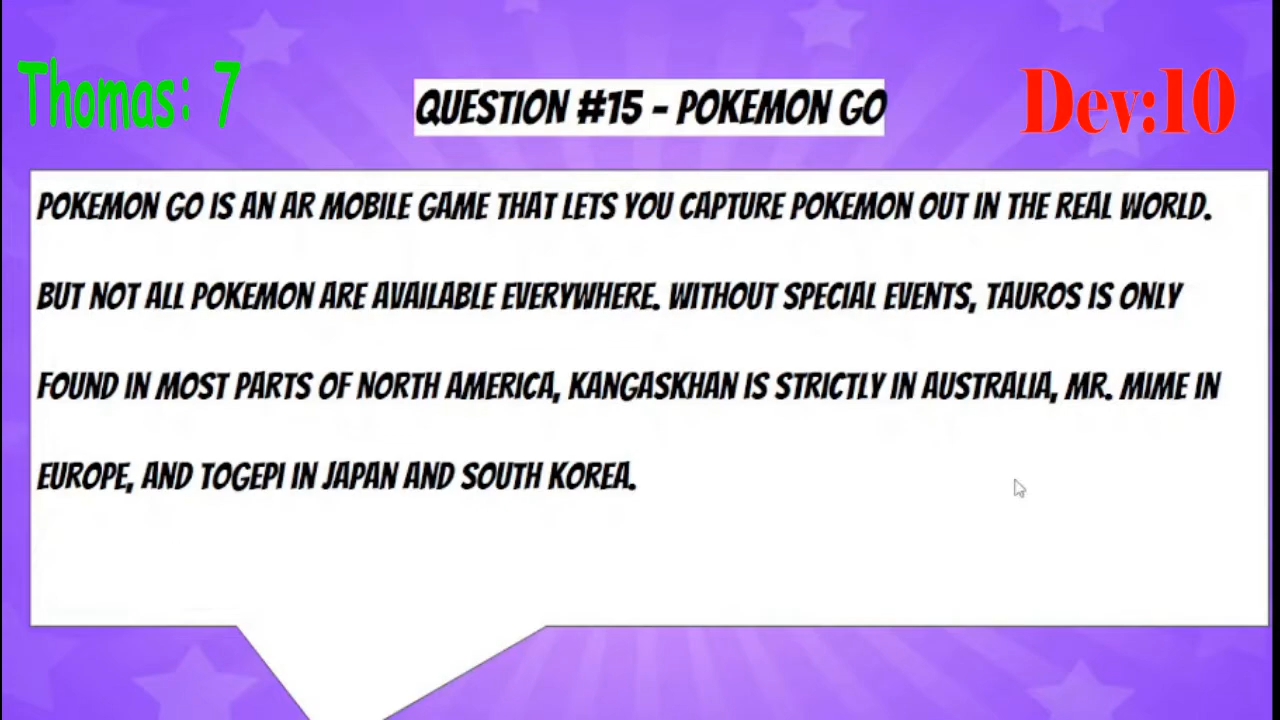 Thomas: 7
QUESTION #15 - POKEMON GO
Dev:10
POKEMON GO IS AN AR MOBILE GAME THAT LETS YOU CAPTURE POKEMON OUT IN THE REAL WORLD.
BUT NOT ALL POKEMON ARE AVAILABLE EVERYWHERE. WITHOUT SPECIAL EVENTS, TAUROS IS ONLY
FOUND IN MOST PARTS OF NORTH AMERICA, KANGASKHAN IS STRICTLY IN AUSTRALIA, MR. MIME IN
EUROPE, AND TOGEPI IN JAPAN AND SOUTH KOREA.